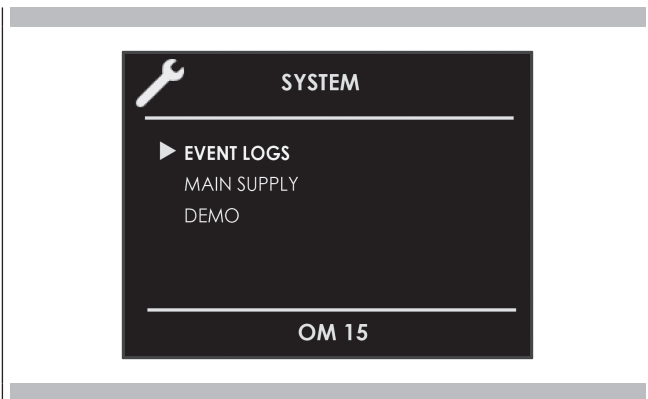 SYSTEM
EVENT LOGS
MAIN SUPPLY
DEMO
OM 15